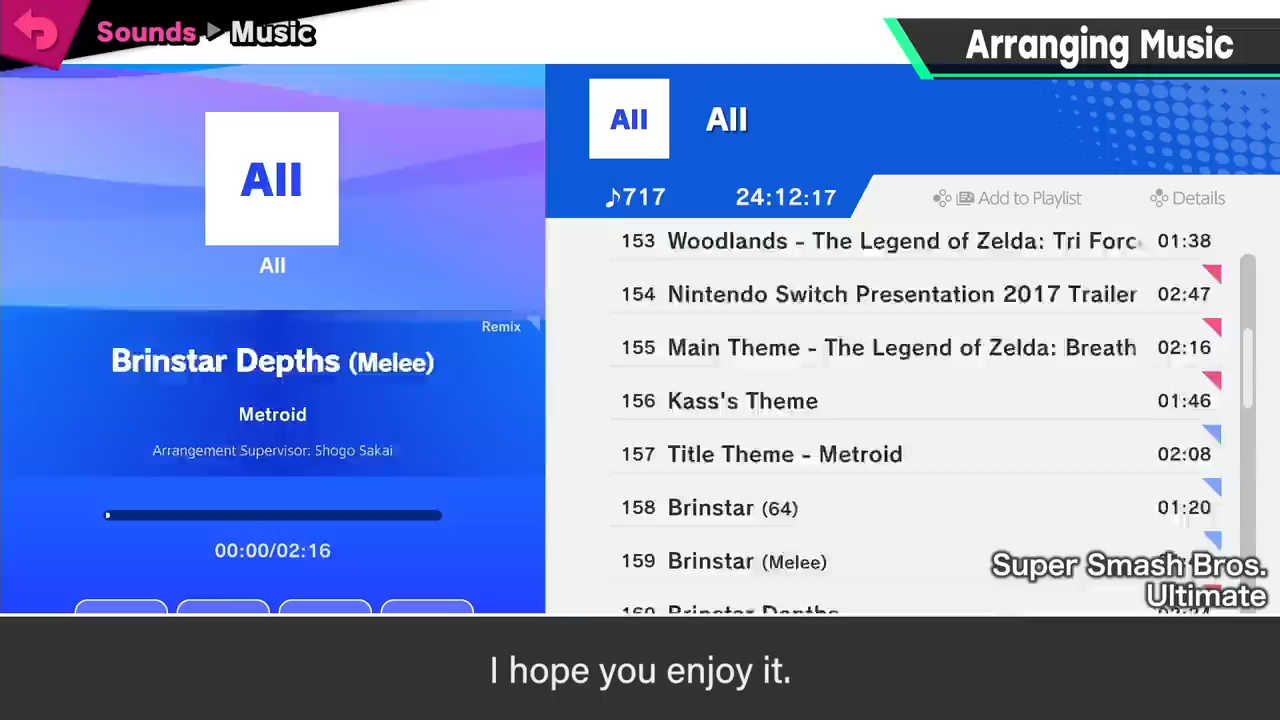 Sounds ▶ Music
Arranging Music
All
All
Remix
Brinstar Depths (Melee)
Metroid
Arrangement Supervisor: Shogo Sakai
00:00/02:16
All
All
♪717
24:12:17
Add to Playlist
Details
153 Woodlands - The Legend of Zelda: Tri Forc 01:38
154 Nintendo Switch Presentation 2017 Trailer 02:47
155 Main Theme - The Legend of Zelda: Breath 02:16
156 Kass's Theme 01:46
157 Title Theme - Metroid 02:08
158 Brinstar (64) 01:20
159 Brinstar (Melee)
160 Brinstar Depths
Super Smash Bros.
Ultimate
I hope you enjoy it.